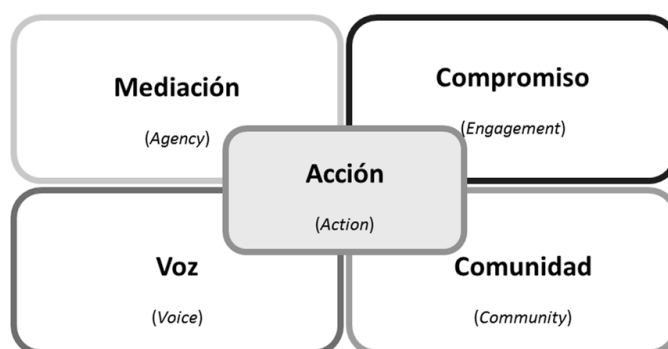 Mediación
(Agency)
Compromiso
(Engagement)
Acción
(Action)
Voz
(Voice)
Comunidad
(Community)